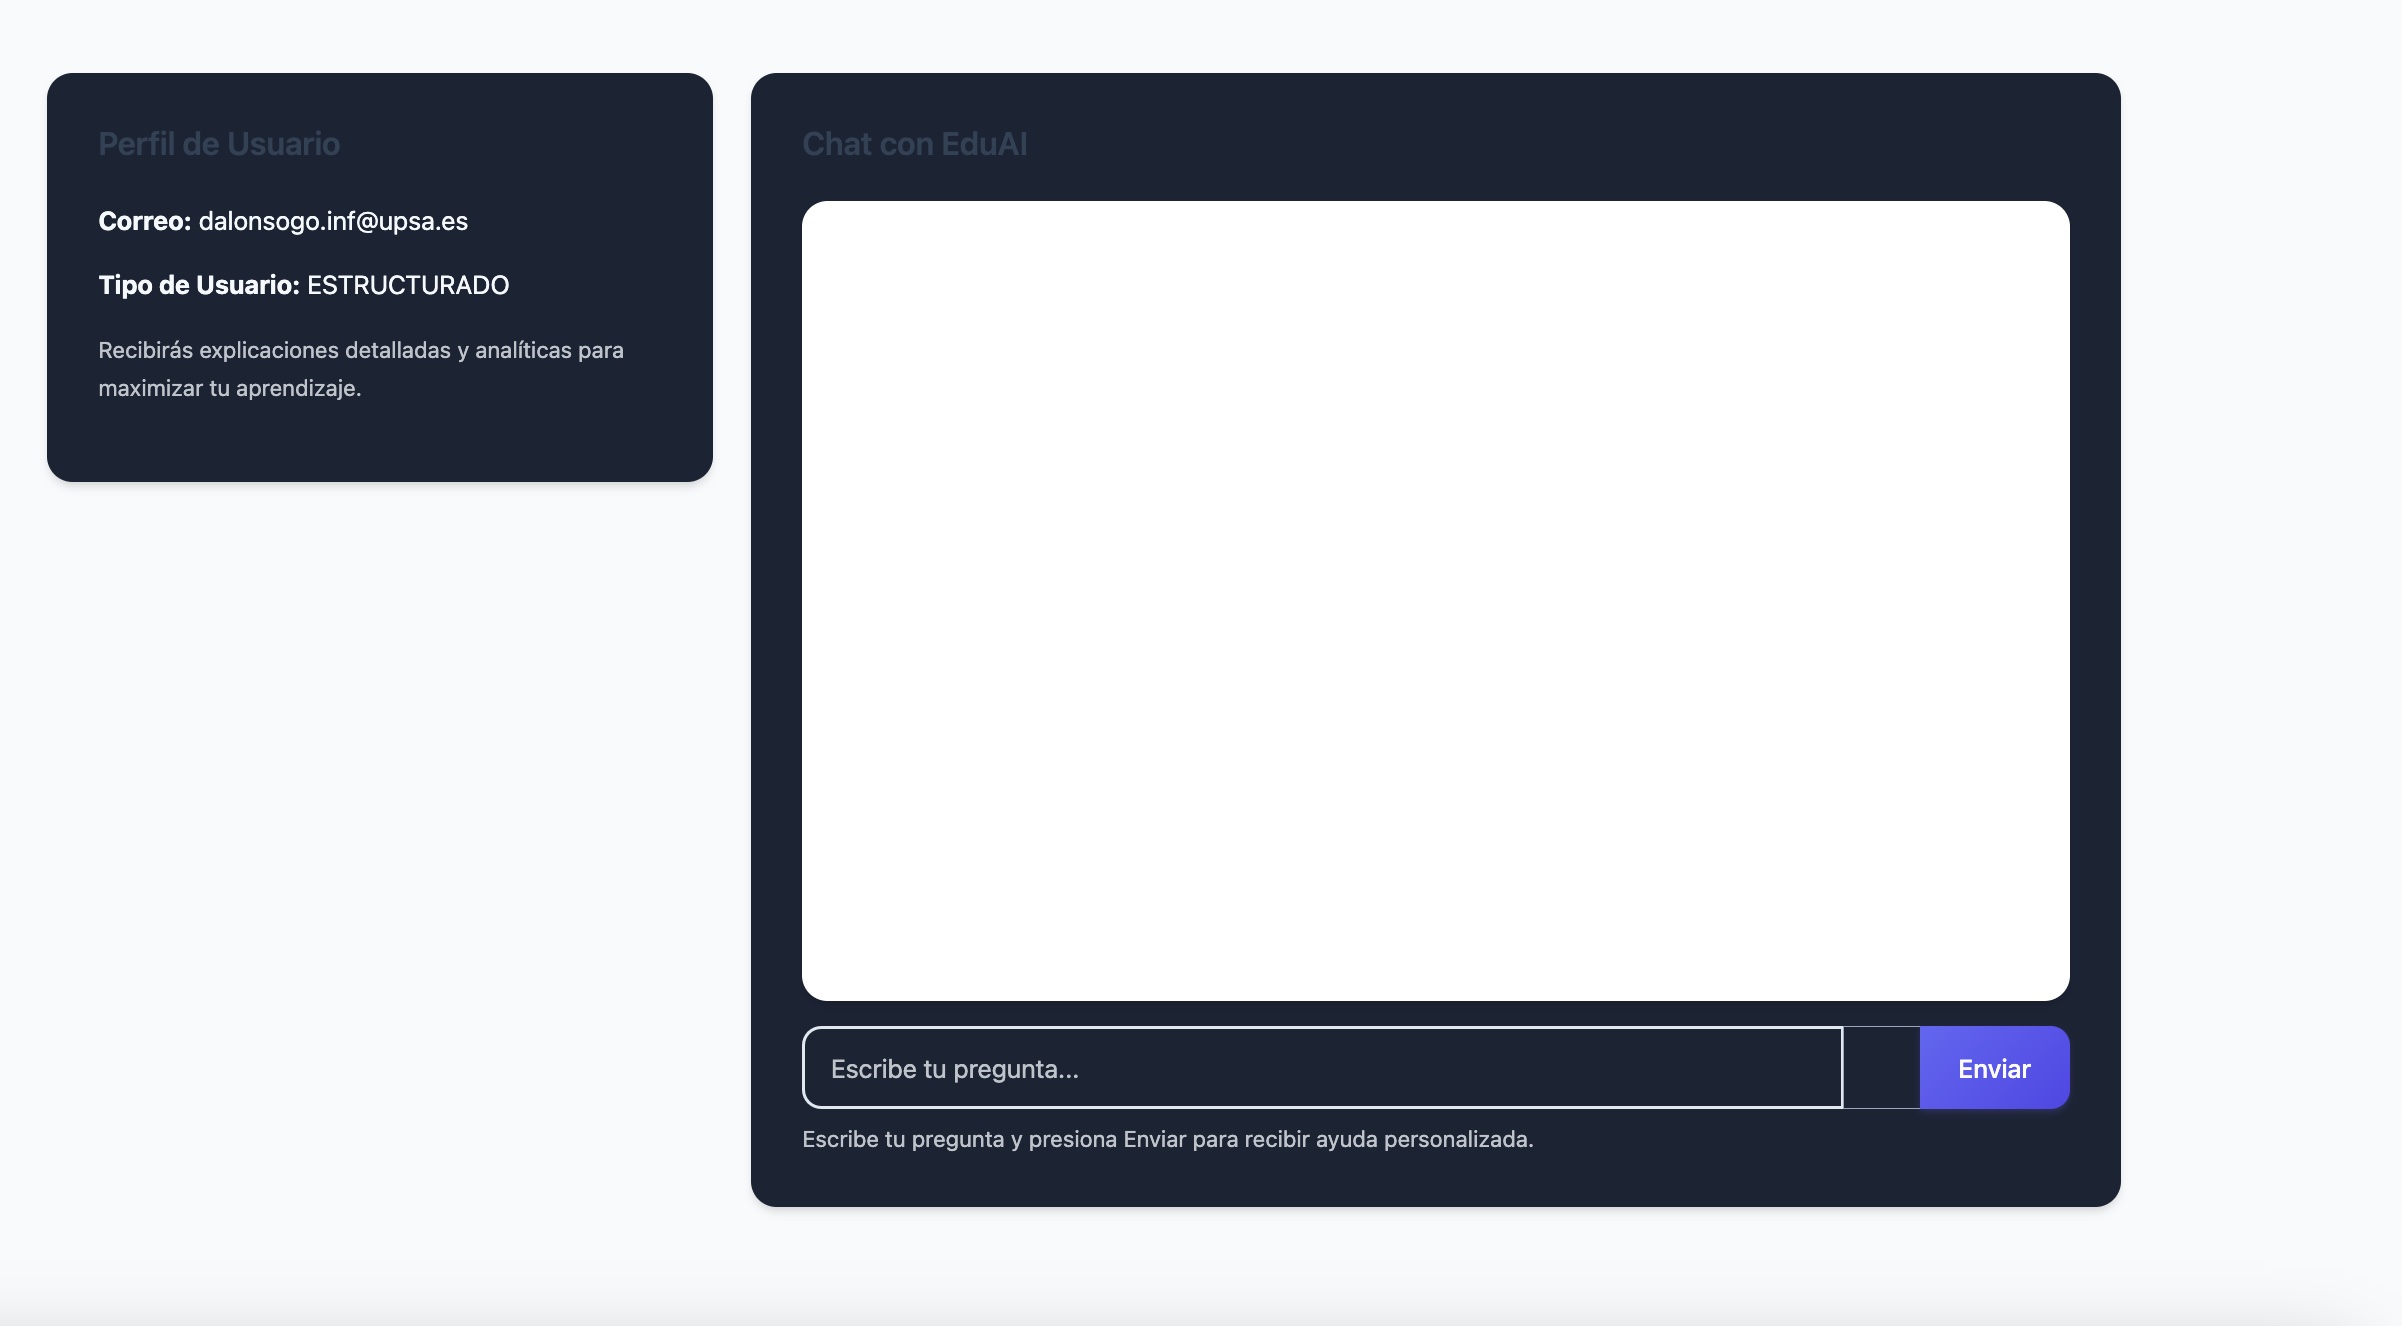 Perfil de Usuario
Correo: dalonsogo.inf@upsa.es
Tipo de Usuario: ESTRUCTURADO
Recibirás explicaciones detalladas y analíticas para
maximizar tu aprendizaje.
Chat con EduAI
Escribe tu pregunta...
Enviar
Escribe tu pregunta y presiona Enviar para recibir ayuda personalizada.